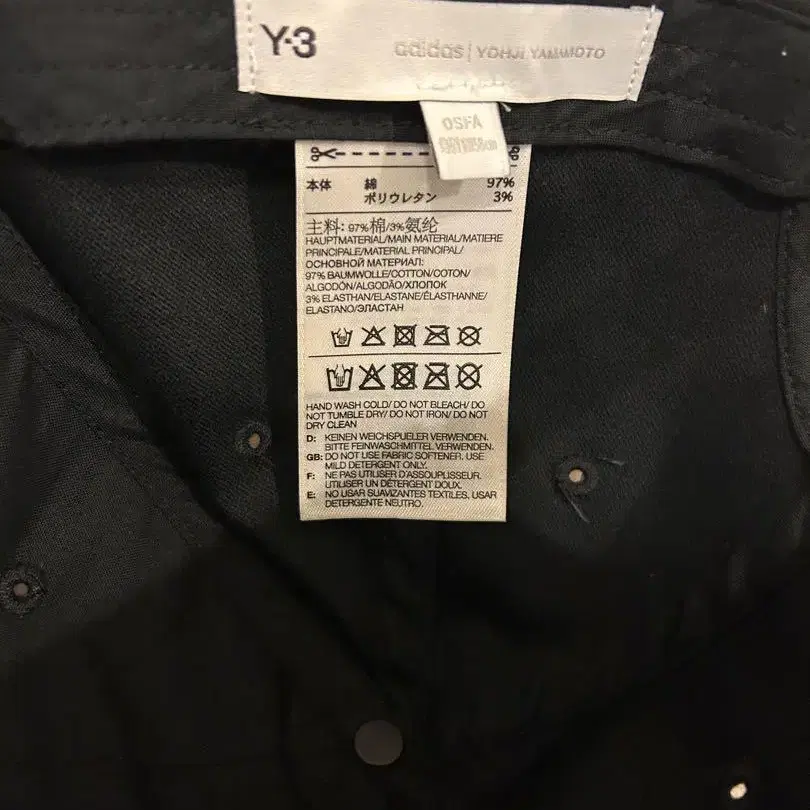 Y-3
adidas | YOHJI YAMAMOTO
OSFA
本体 綿 97%
ポリウレタン 3%
主料: 97%棉/3%氨纶
HAUPTMATERIAL/MAIN MATERIAL/MATIERE
PRINCIPALE/MATERIAL PRINCIPAL/
ОСНОВНОЙ МАТЕРИАЛ:
97% BAUMWOLLE/COTTON/COTON/
ALGODÓN/ALGODÃO/ХЛОПОК
3% ELASTHAN/ELASTANE/ÉLASTHANNE/
ELASTANO/ЭЛАСТАН
HAND WASH COLD/ DO NOT BLEACH/ DO
NOT TUMBLE DRY/ DO NOT IRON/ DO NOT
DRY CLEAN
D: KEINEN WEICHSPUELER VERWENDEN.
BITTE FEINWASCHMITTEL VERWENDEN.
GB: DO NOT USE FABRIC SOFTENER. USE
MILD DETERGENT ONLY.
F: NE PAS UTILISER D'ASSOUPLISSEUR.
UTILISER UN DÉTERGENT DOUX.
E: NO USAR SUAVIZANTES TEXTILES. USAR
DETERGENTE NEUTRO.